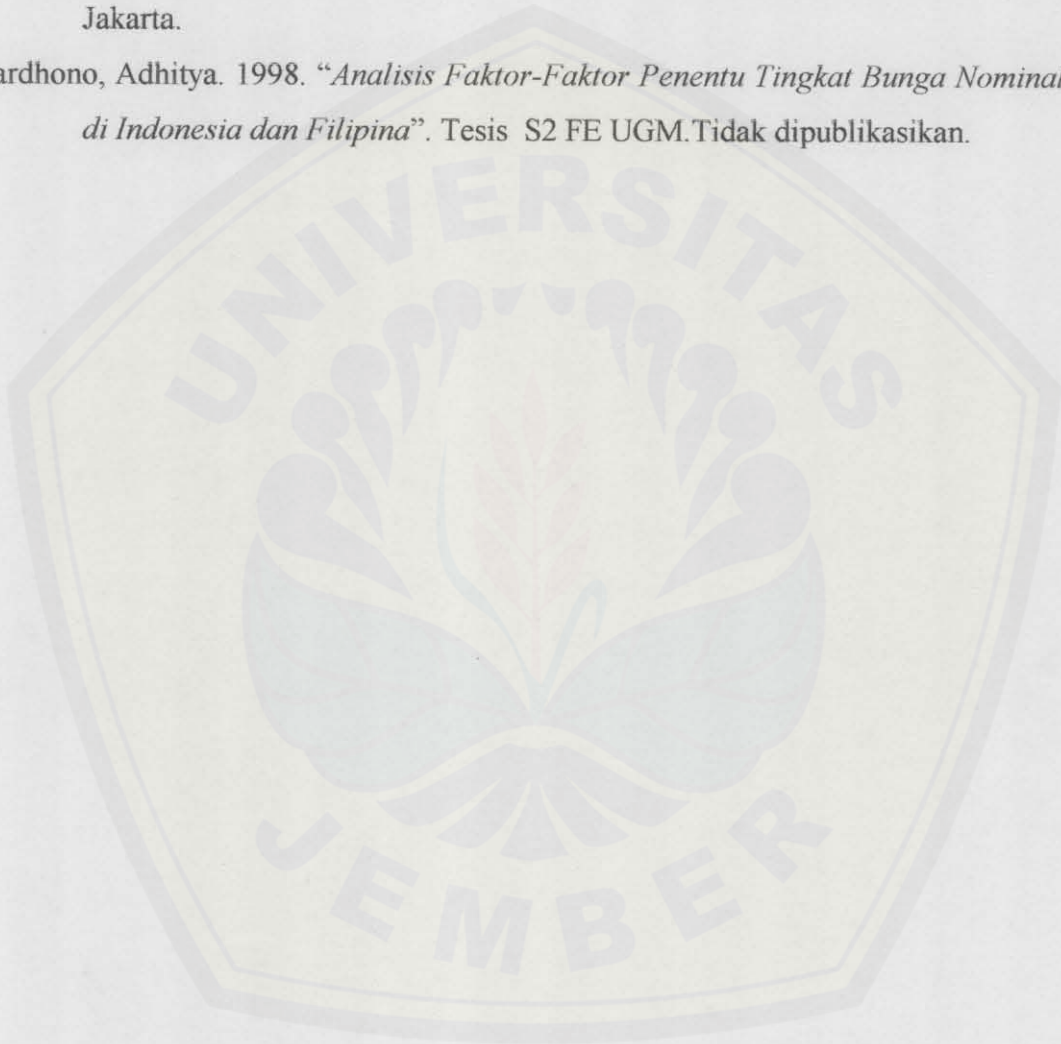 Jakarta.
ardhono, Adhitya. 1998. “Analisis Faktor-Faktor Penentu Tingkat Bunga Nominal
di Indonesia dan Filipina”. Tesis S2 FE UGM.Tidak dipublikasikan.
UNIVERSITAS
JEMBER